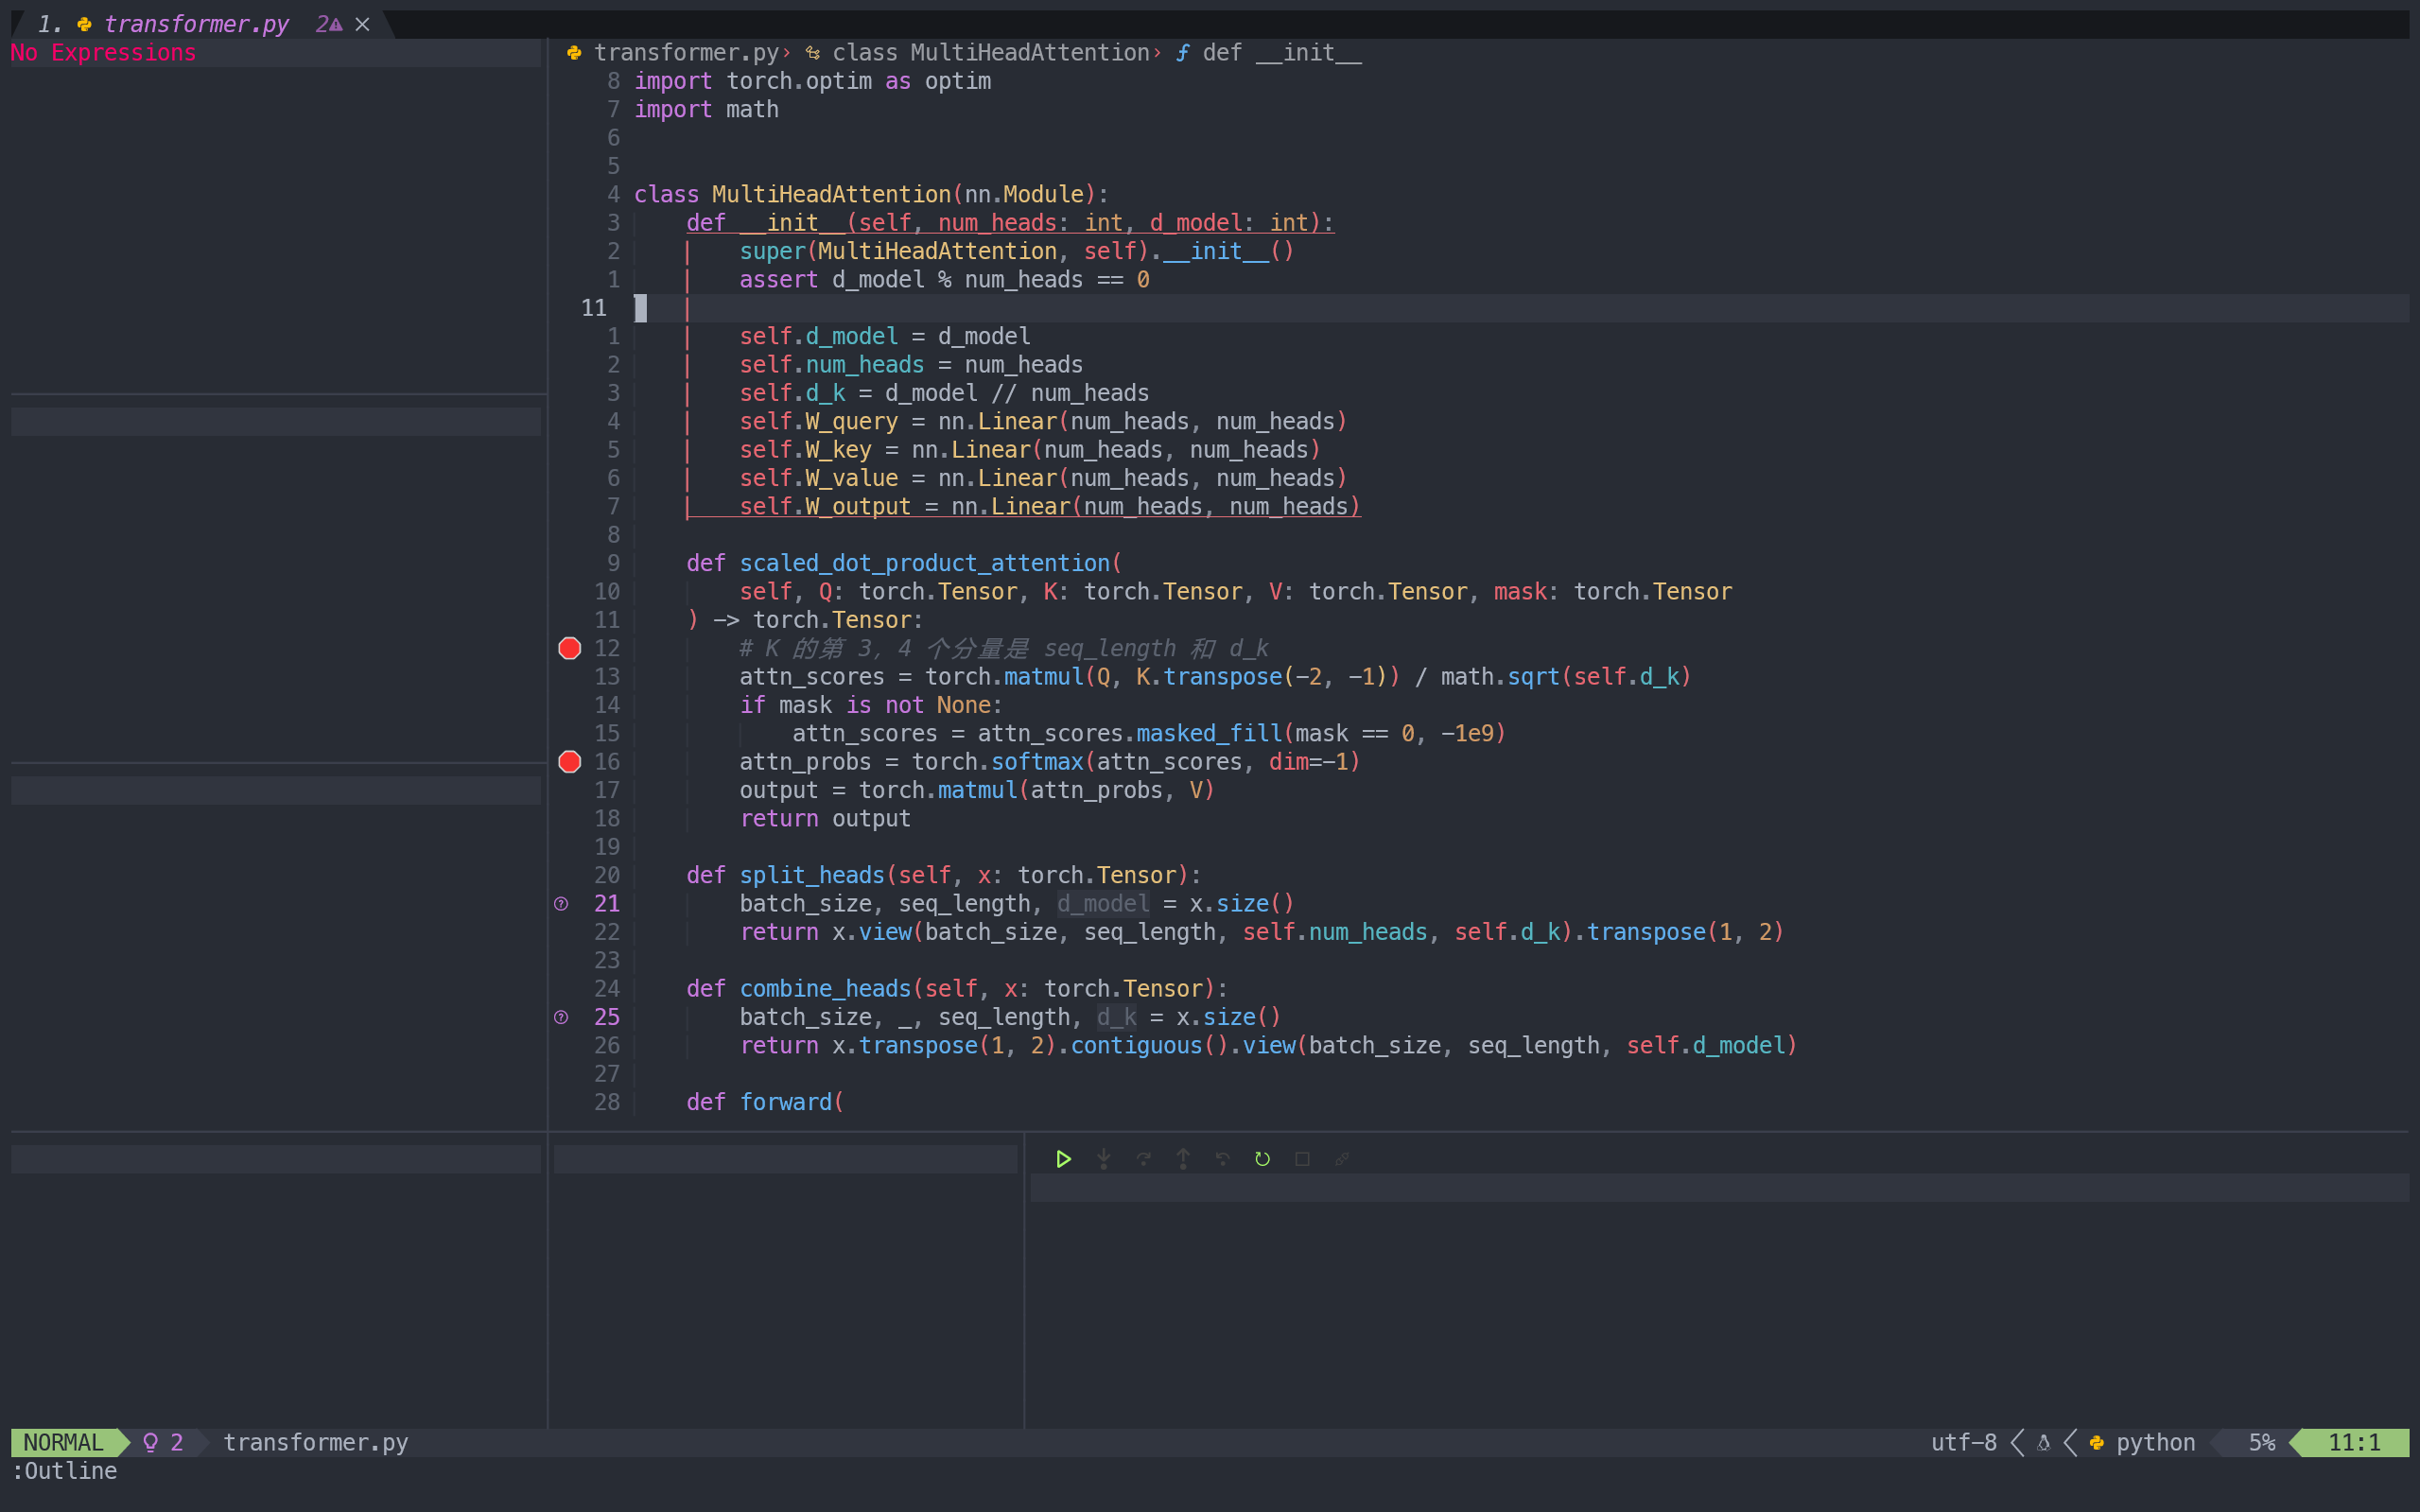 1. transformer.py 2
No Expressions
transformer.py› class MultiHeadAttention› def __init__
8 import torch.optim as optim
7 import math
6
5
4 class MultiHeadAttention(nn.Module):
3     def __init__(self, num_heads: int, d_model: int):
2         super(MultiHeadAttention, self).__init__()
1         assert d_model % num_heads == 0
11
1         self.d_model = d_model
2         self.num_heads = num_heads
3         self.d_k = d_model // num_heads
4         self.W_query = nn.Linear(num_heads, num_heads)
5         self.W_key = nn.Linear(num_heads, num_heads)
6         self.W_value = nn.Linear(num_heads, num_heads)
7         self.W_output = nn.Linear(num_heads, num_heads)
8
9     def scaled_dot_product_attention(
10         self, Q: torch.Tensor, K: torch.Tensor, V: torch.Tensor, mask: torch.Tensor
11     ) -> torch.Tensor:
12         # K 的第 3, 4 个分量是 seq_length 和 d_k
13         attn_scores = torch.matmul(Q, K.transpose(-2, -1)) / math.sqrt(self.d_k)
14         if mask is not None:
15             attn_scores = attn_scores.masked_fill(mask == 0, -1e9)
16         attn_probs = torch.softmax(attn_scores, dim=-1)
17         output = torch.matmul(attn_probs, V)
18         return output
19
20     def split_heads(self, x: torch.Tensor):
21         batch_size, seq_length, d_model = x.size()
22         return x.view(batch_size, seq_length, self.num_heads, self.d_k).transpose(1, 2)
23
24     def combine_heads(self, x: torch.Tensor):
25         batch_size, _, seq_length, d_k = x.size()
26         return x.transpose(1, 2).contiguous().view(batch_size, seq_length, self.d_model)
27
28     def forward(
NORMAL 2 transformer.py utf-8 python 5% 11:1
:Outline